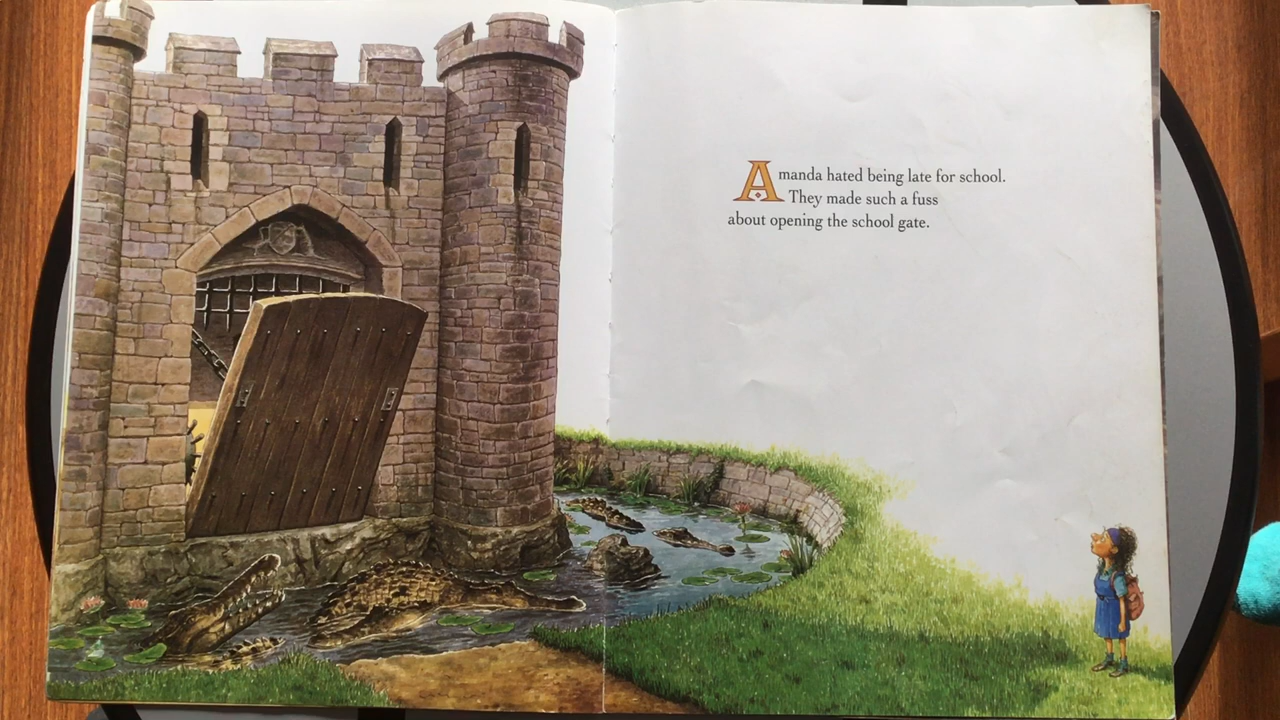 Amanda hated being late for school.
They made such a fuss
about opening the school gate.